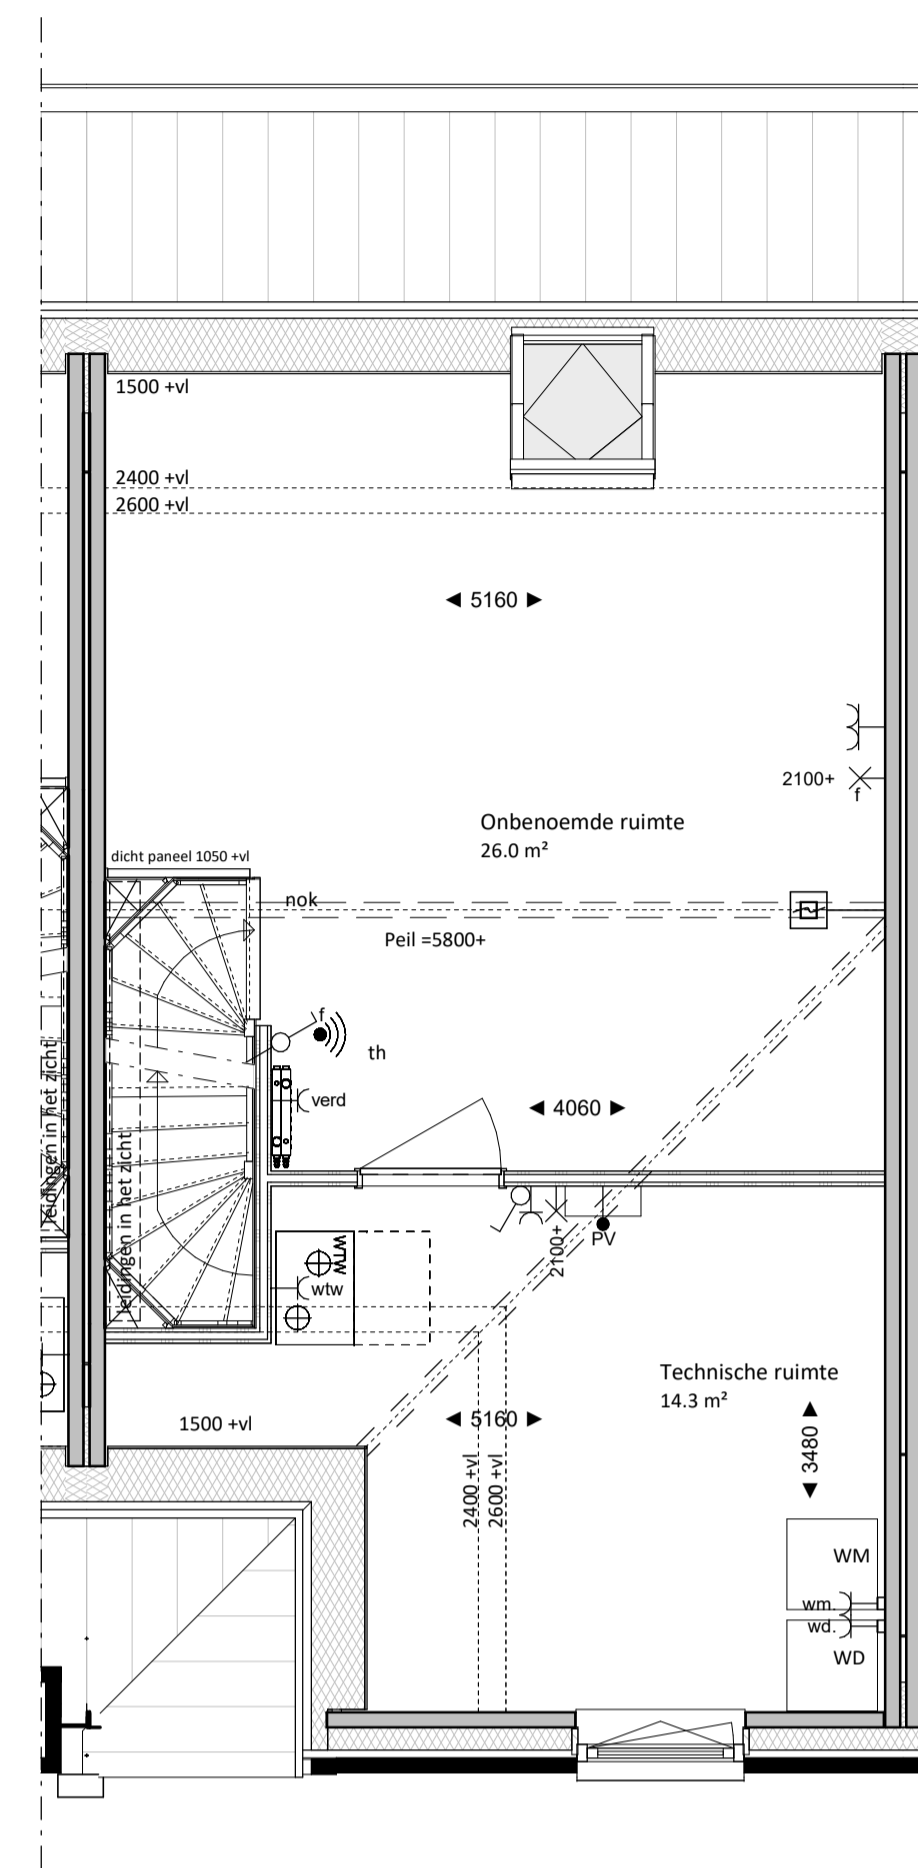 1500 +vl
2400 +vl
2600 +vl
◄ 5160 ►
2100+
f
Onbenoemde ruimte
26.0 m²
dicht paneel 1050 +vl
nok
Peil =5800+
f
th
verd
◄ 4060 ►
leidingen in het zicht
leidingen in het zicht
2100+
PV
WTW
wtw
Technische ruimte
14.3 m²
1500 +vl
◄ 5160 ►
◄ 3480 ►
2400 +vl
2600 +vl
WM
wm.
wd.
WD